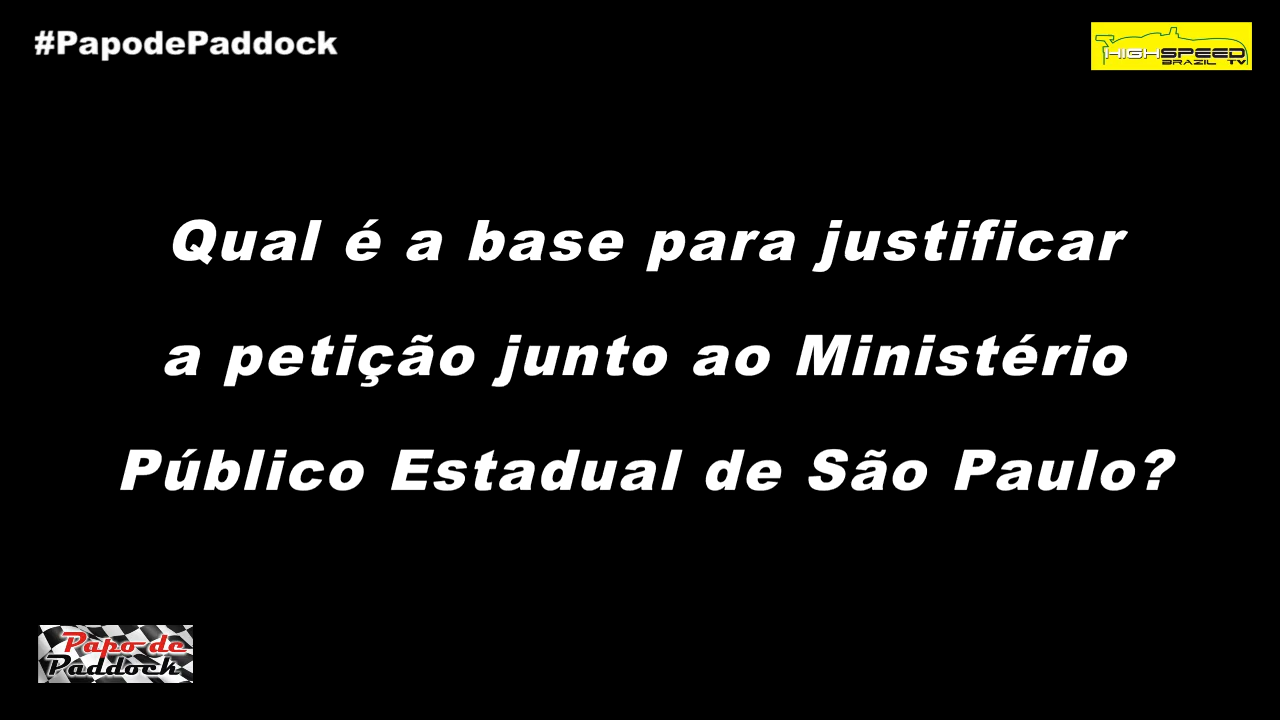 #PapodePaddock
HIGHSPEED
BRAZIL TV
Qual é a base para justificar
a petição junto ao Ministério
Público Estadual de São Paulo?
Papo de
Paddock